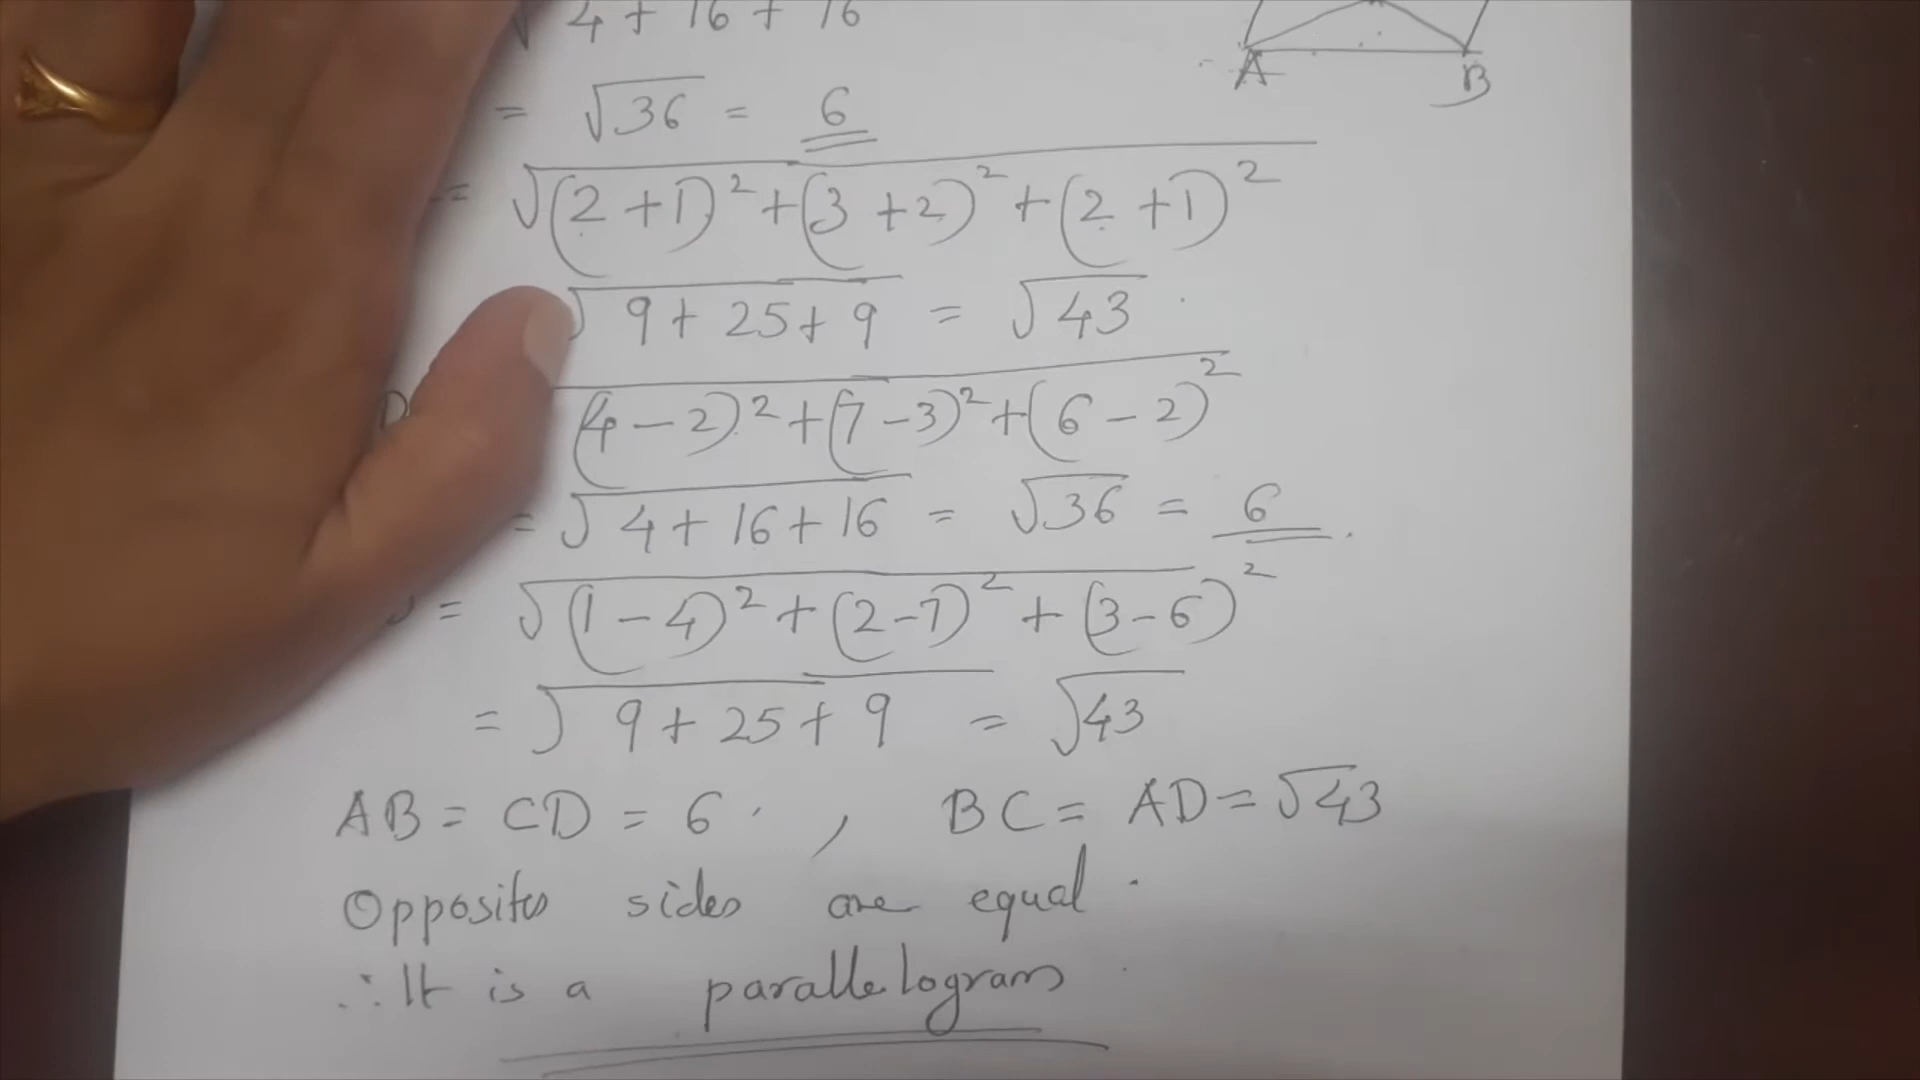 √4 + 16 + 16
A B
= √36 = 6
= √(2+1)² + (3+2)² + (2+1)²
√9 + 25 + 9 = √43
(4-2)² + (7-3)² + (6-2)²
= √4 + 16 + 16 = √36 = 6
= √(1-4)² + (2-7)² + (3-6)²
= √9 + 25 + 9 = √43
AB = CD = 6 , BC = AD = √43
Opposites sides are equal.
∴ It is a parallelogram